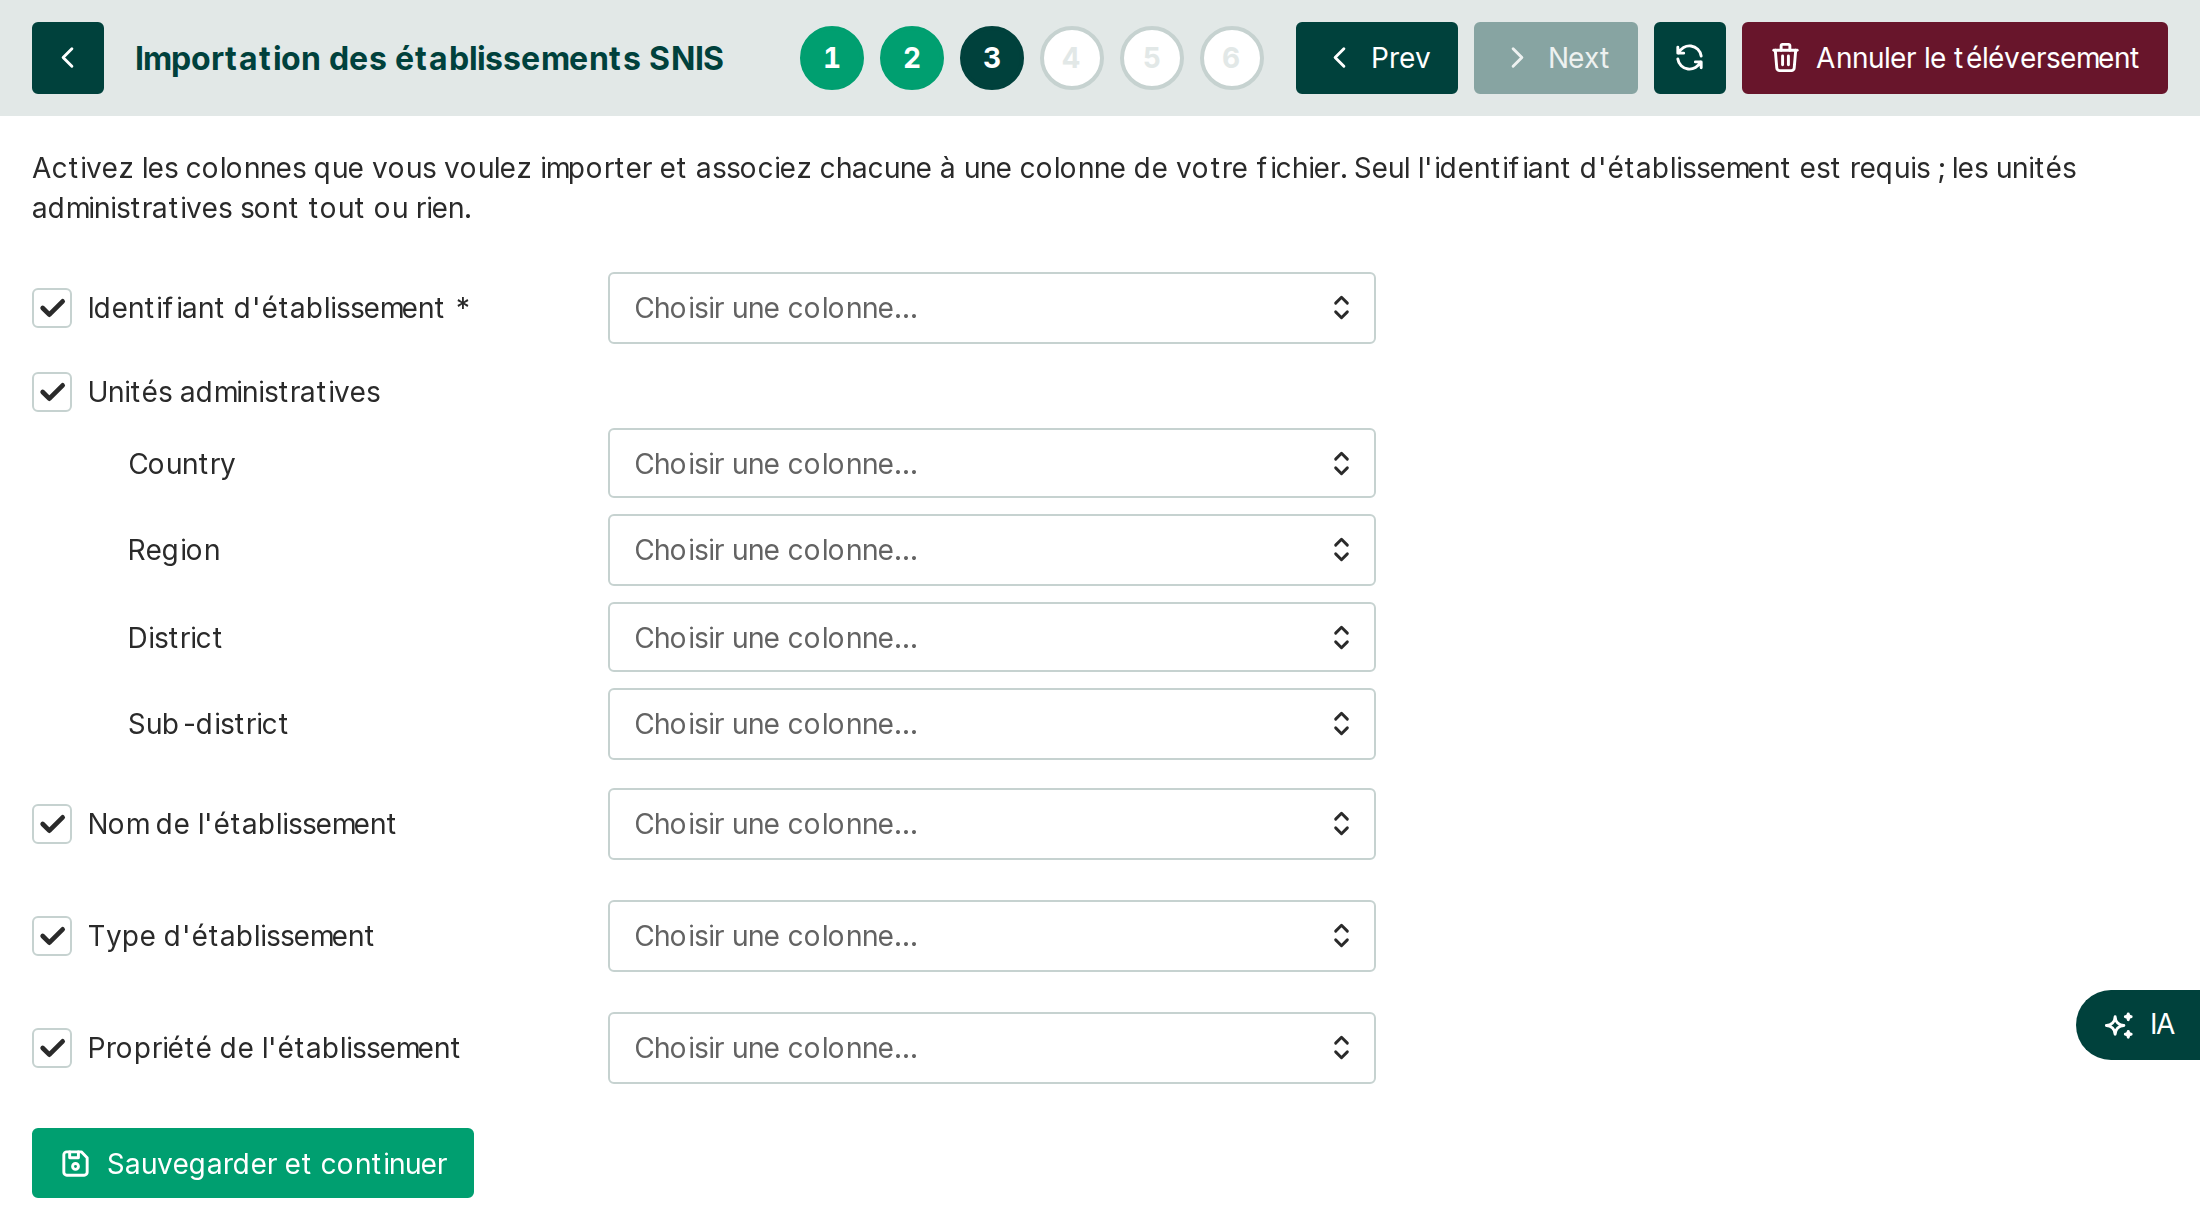 Importation des établissements SNIS
1 2 3 4 5 6
Prev
Next
Annuler le téléversement
Activez les colonnes que vous voulez importer et associez chacune à une colonne de votre fichier. Seul l'identifiant d'établissement est requis ; les unités
administratives sont tout ou rien.
Identifiant d'établissement * Choisir une colonne...
Unités administratives
Country Choisir une colonne...
Region Choisir une colonne...
District Choisir une colonne...
Sub-district Choisir une colonne...
Nom de l'établissement Choisir une colonne...
Type d'établissement Choisir une colonne...
IA
Propriété de l'établissement Choisir une colonne...
Sauvegarder et continuer